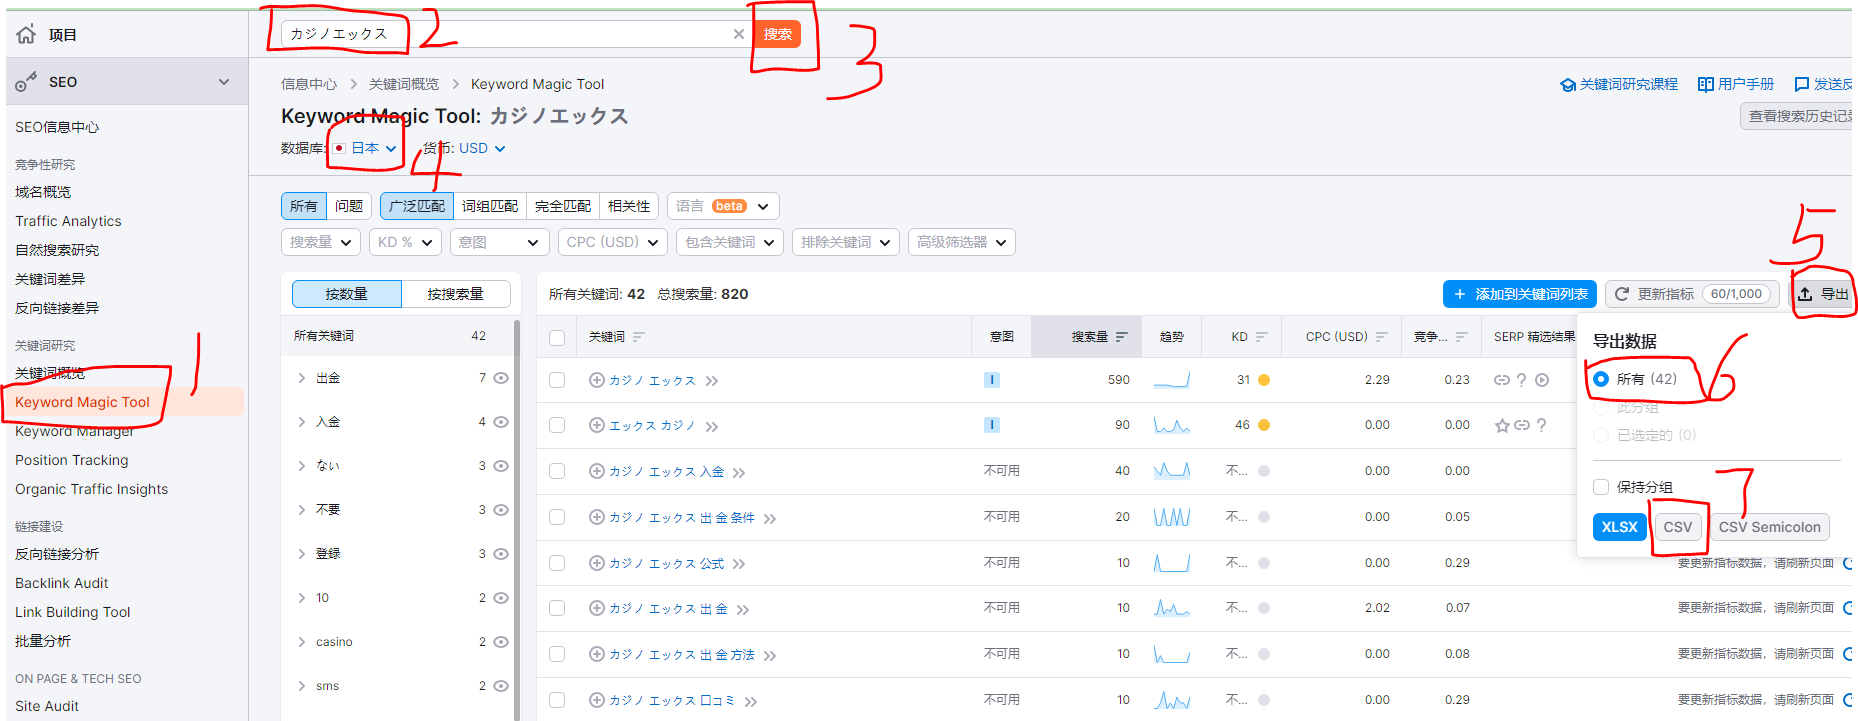 项目
SEO
SEO信息中心
竞争性研究
域名概览
Traffic Analytics
自然搜索研究
关键词差异
反向链接差异
关键词研究
关键词概览
Keyword Magic Tool
Keyword Manager
Position Tracking
Organic Traffic Insights
链接建设
反向链接分析
Backlink Audit
Link Building Tool
批量分析
ON PAGE & TECH SEO
Site Audit
1
カジノエックス
2
搜索
3
信息中心 > 关键词概览 > Keyword Magic Tool
关键词研究课程 用户手册 发送反
Keyword Magic Tool: カジノエックス
查看搜索历史记录
数据库: 日本 货币: USD
4
所有 问题 广泛匹配 词组匹配 完全匹配 相关性 语言 beta
搜索量 KD % 意图 CPC (USD) 包含关键词 排除关键词 高级筛选器
5
按数量 按搜索量
所有关键词 42
出金 7
入金 4
ない 3
不要 3
登録 3
10 2
casino 2
sms 2
所有关键词: 42 总搜索量: 820
+ 添加到关键词列表 更新指标 60/1,000 导出
关键词 意图 搜索量 趋势 KD CPC (USD) 竞争... SERP 精选结果
カジノ エックス I 590 31 2.29 0.23
エックス カジノ I 90 46 0.00 0.00
カジノ エックス 入金 不可用 40 不... 0.00 0.00
カジノ エックス 出 金 条件 不可用 20 不... 0.00 0.05
カジノ エックス 公式 不可用 10 不... 0.00 0.29 要更新指标数据，请刷新页面
カジノ エックス 出 金 不可用 10 不... 2.02 0.07 要更新指标数据，请刷新页面
カジノ エックス 出 金 方法 不可用 10 不... 0.00 0.08 要更新指标数据，请刷新页面
カジノ エックス 口コミ 不可用 10 不... 0.00 0.29 要更新指标数据，请刷新页面
导出数据
所有 (42)
6
此分组
已选定的 (0)
保持分组
7
XLSX CSV CSV Semicolon